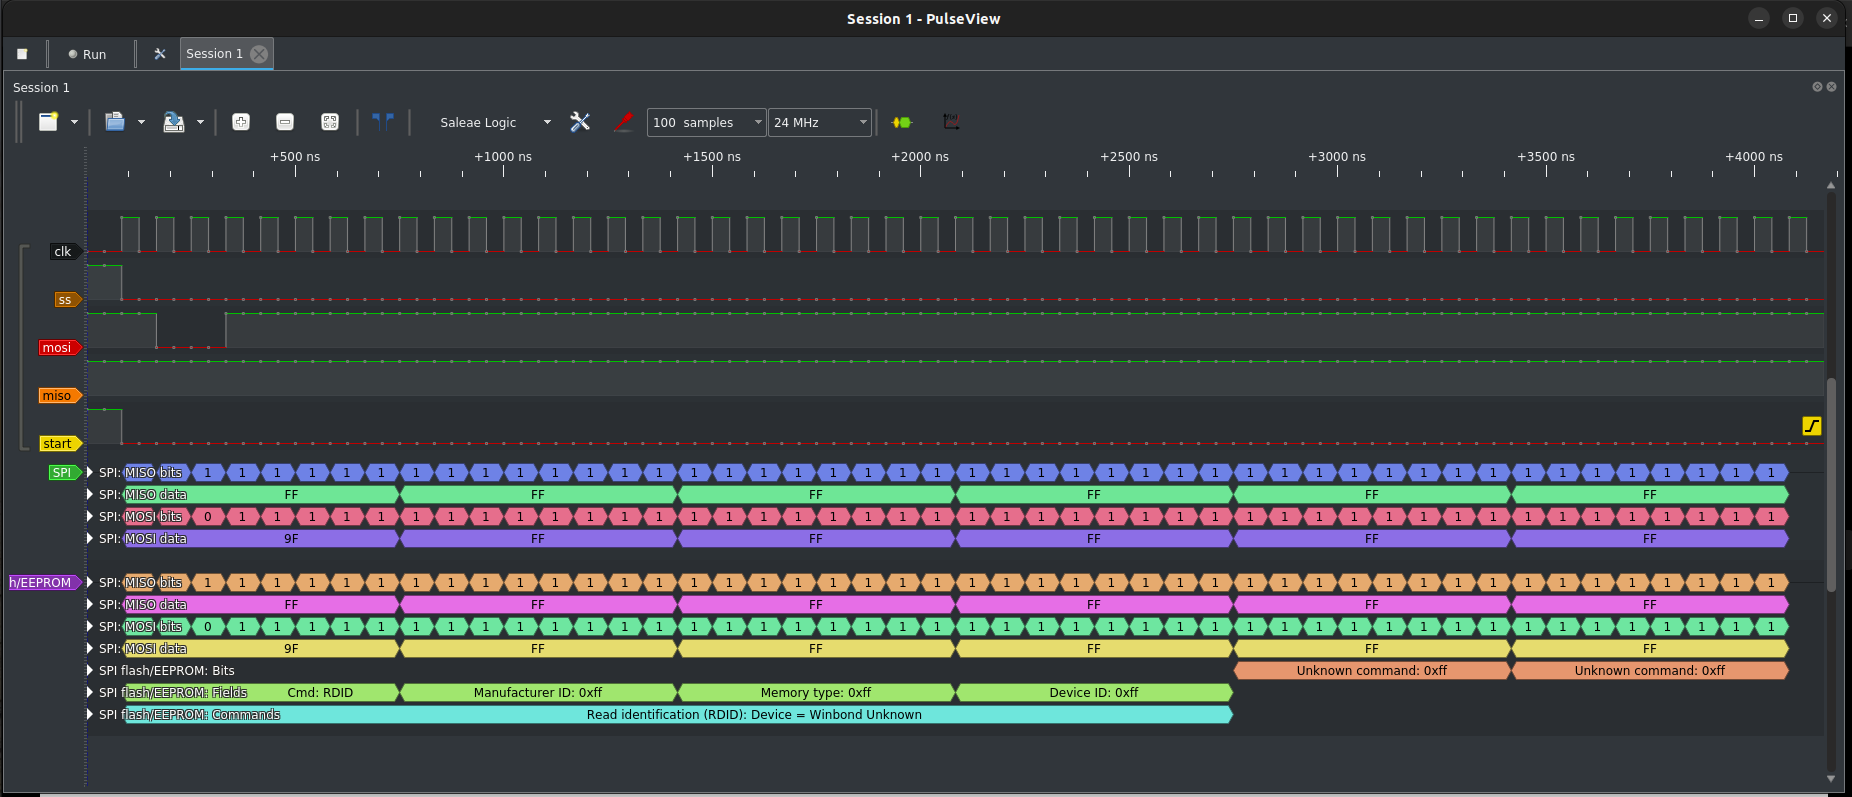 Session 1 - PulseView
Run Session 1
Session 1
Saleae Logic 100 samples 24 MHz
+500 ns +1000 ns +1500 ns +2000 ns +2500 ns +3000 ns +3500 ns +4000 ns
clk
ss
mosi
miso
start
SPI SPI: MISO bits 1 1 1 1 1 1 1 1 1 1 1 1 1 1 1 1 1 1 1 1 1 1 1 1 1 1 1 1 1 1 1 1 1 1 1 1 1 1 1 1 1 1 1 1 1 1
SPI: MISO data FF FF FF FF FF FF
SPI: MOSI bits 0 1 1 1 1 1 1 1 1 1 1 1 1 1 1 1 1 1 1 1 1 1 1 1 1 1 1 1 1 1 1 1 1 1 1 1 1 1 1 1 1 1 1 1 1 1
SPI: MOSI data 9F FF FF FF FF FF
h/EEPROM SPI: MISO bits 1 1 1 1 1 1 1 1 1 1 1 1 1 1 1 1 1 1 1 1 1 1 1 1 1 1 1 1 1 1 1 1 1 1 1 1 1 1 1 1 1 1 1 1 1 1
SPI: MISO data FF FF FF FF FF FF
SPI: MOSI bits 0 1 1 1 1 1 1 1 1 1 1 1 1 1 1 1 1 1 1 1 1 1 1 1 1 1 1 1 1 1 1 1 1 1 1 1 1 1 1 1 1 1 1 1 1 1
SPI: MOSI data 9F FF FF FF FF FF
SPI flash/EEPROM: Bits Unknown command: 0xff Unknown command: 0xff
SPI flash/EEPROM: Fields Cmd: RDID Manufacturer ID: 0xff Memory type: 0xff Device ID: 0xff
SPI flash/EEPROM: Commands Read identification (RDID): Device = Winbond Unknown